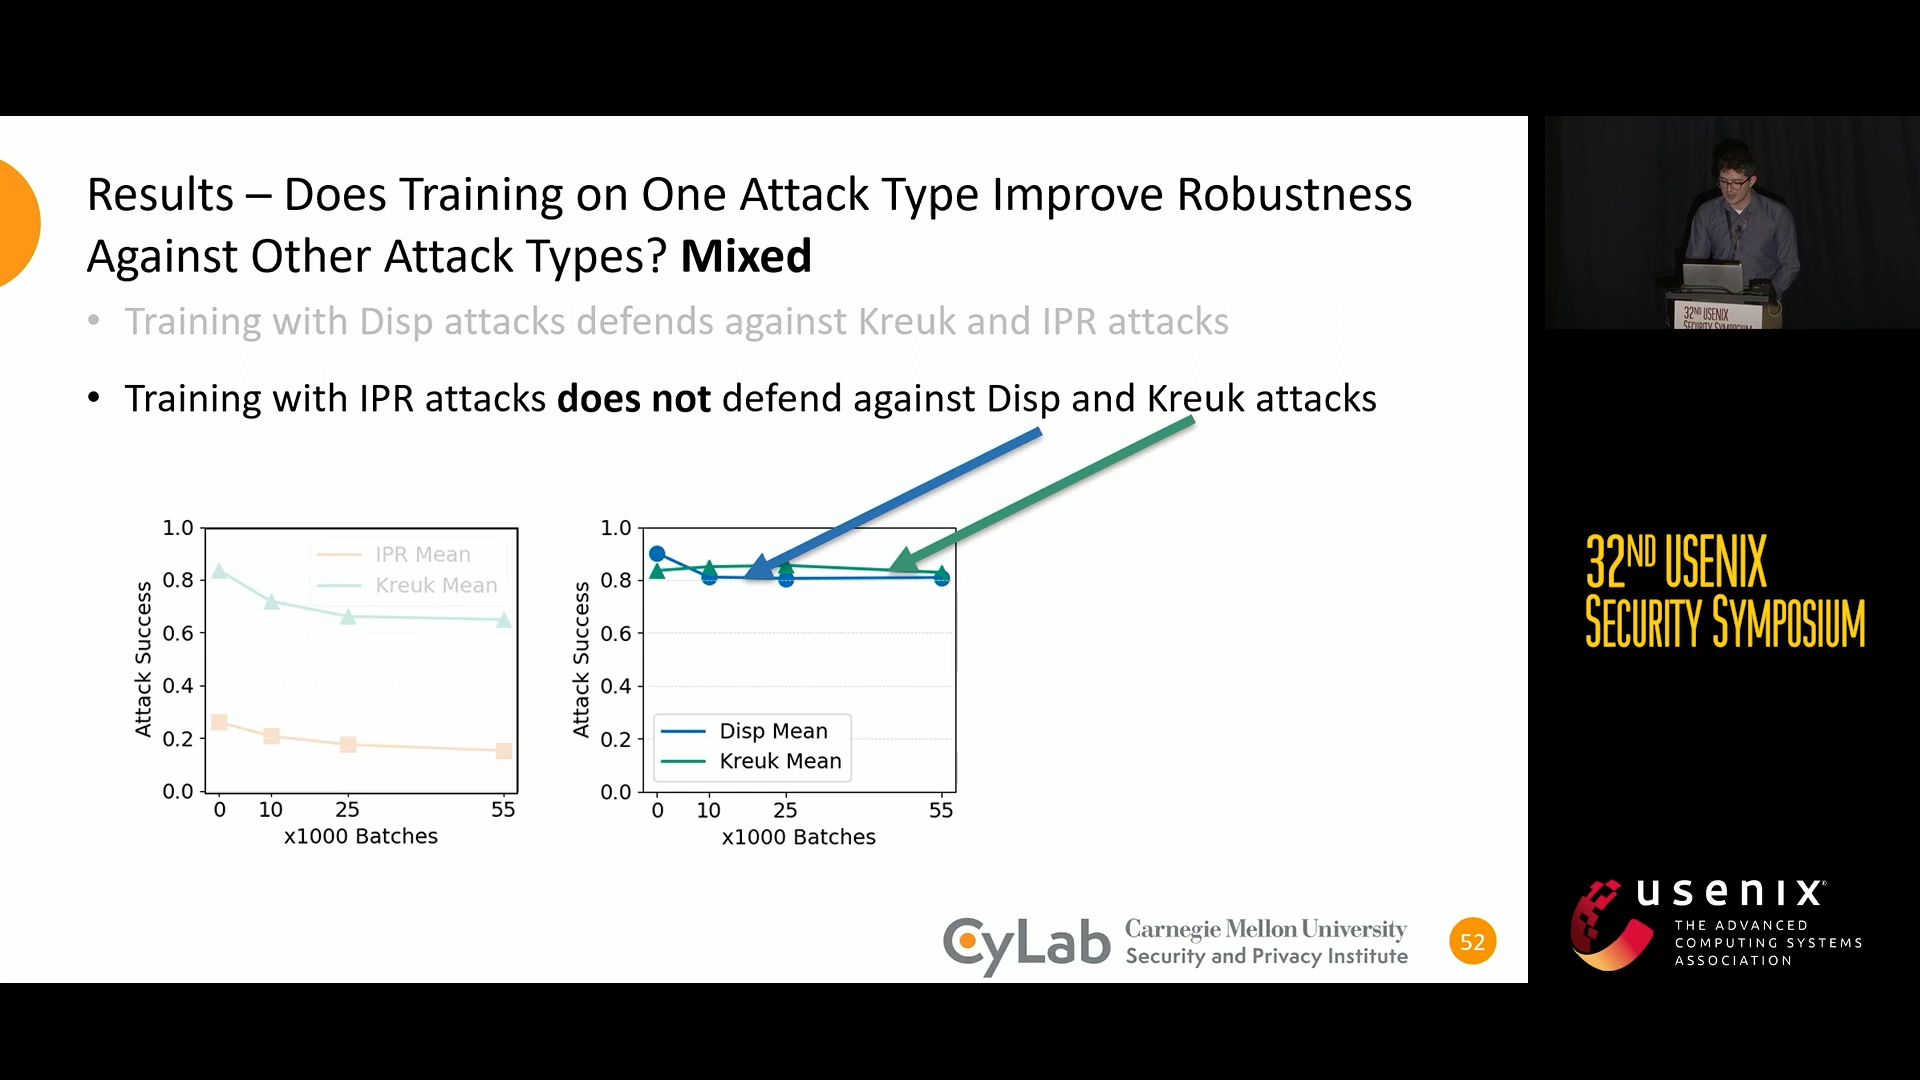 Results – Does Training on One Attack Type Improve Robustness
Against Other Attack Types? Mixed
• Training with Disp attacks defends against Kreuk and IPR attacks
• Training with IPR attacks does not defend against Disp and Kreuk attacks
1.0
0.8
0.6
0.4
0.2
0.0
Attack Success
IPR Mean
Kreuk Mean
0 10 25 55
x1000 Batches
1.0
0.8
0.6
0.4
0.2
0.0
Attack Success
Disp Mean
Kreuk Mean
0 10 25 55
x1000 Batches
CyLab
Carnegie Mellon University
Security and Privacy Institute
52
32ND USENIX
SECURITY SYMPOSIUM
32ND USENIX
SECURITY SYMPOSIUM
usenix®
THE ADVANCED
COMPUTING SYSTEMS
ASSOCIATION